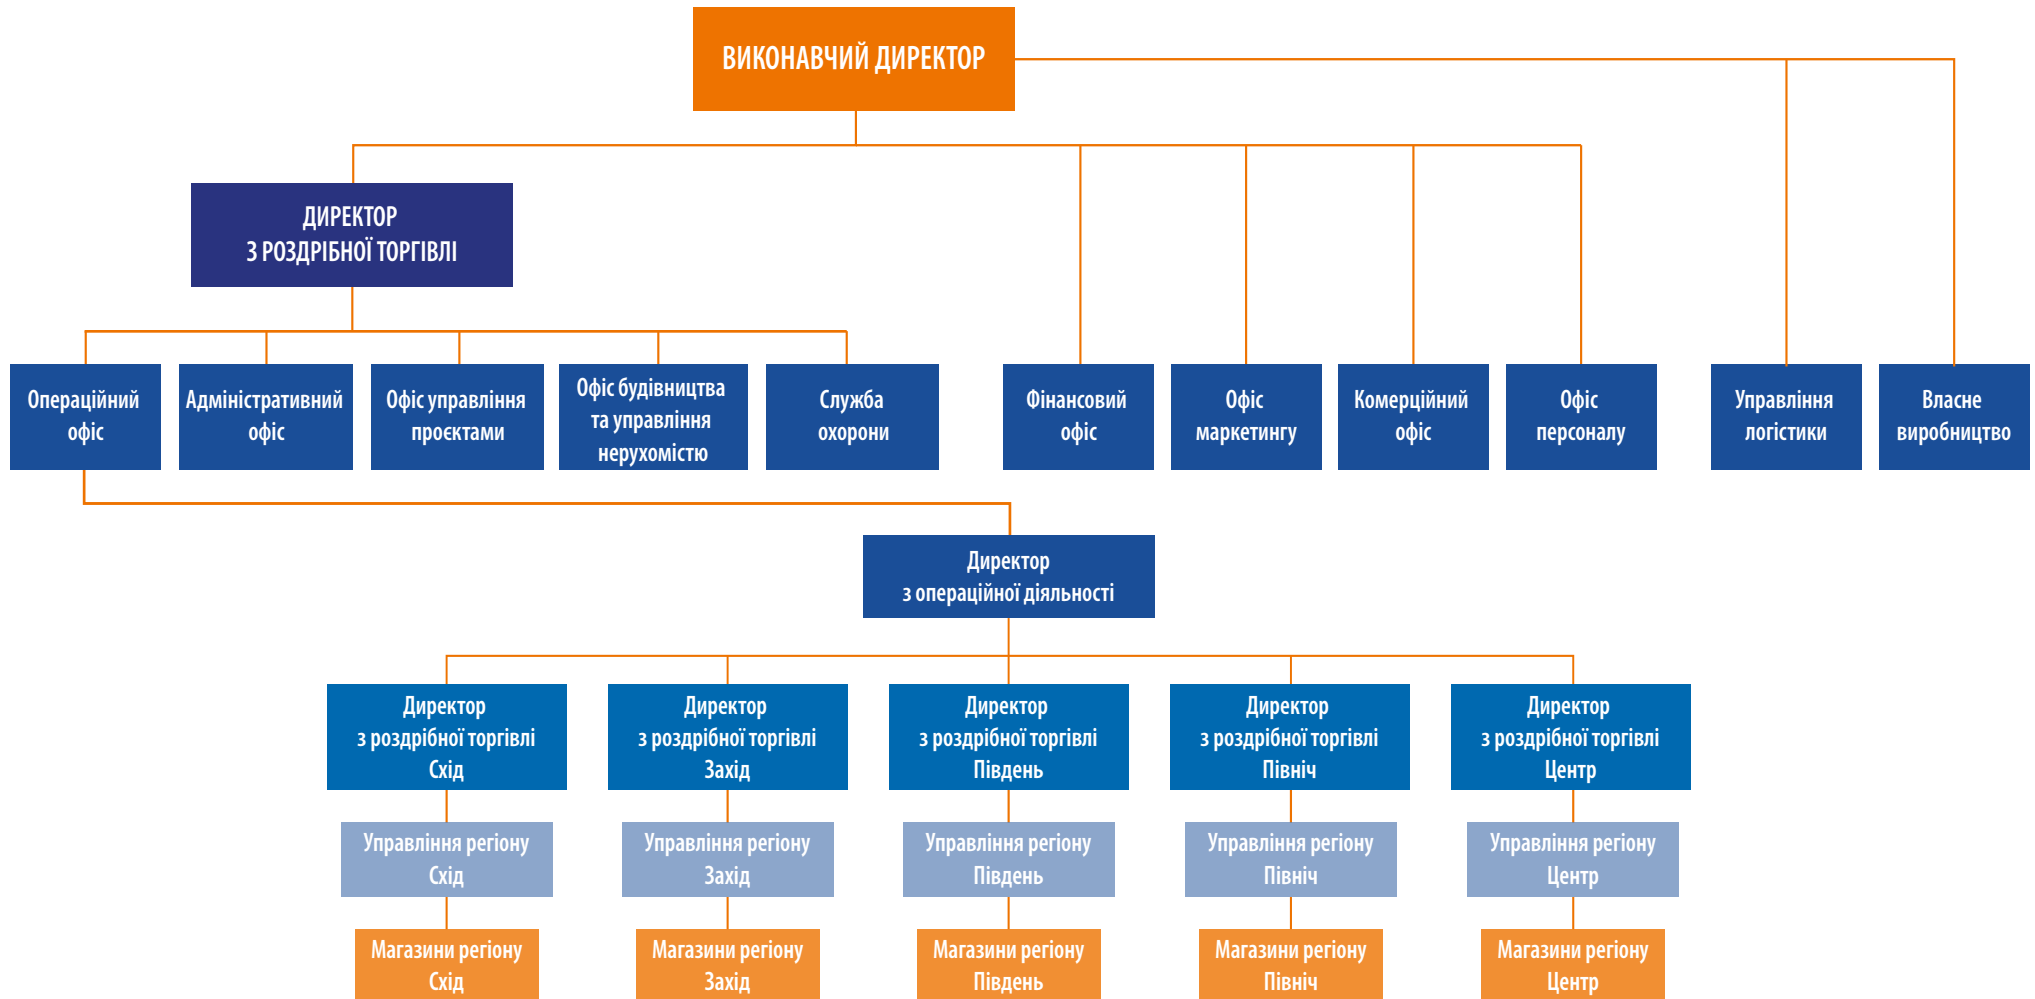 ВИКОНАВЧИЙ ДИРЕКТОР
ДИРЕКТОР
З РОЗДРІБНОЇ ТОРГІВЛІ
Операційний
офіс
Адміністративний
офіс
Офіс управління
проєктами
Офіс будівництва
та управління
нерухомістю
Служба
охорони
Фінансовий
офіс
Офіс
маркетингу
Комерційний
офіс
Офіс
персоналу
Управління
логістики
Власне
виробництво
Директор
з операційної діяльності
Директор
з роздрібної торгівлі
Схід
Директор
з роздрібної торгівлі
Захід
Директор
з роздрібної торгівлі
Південь
Директор
з роздрібної торгівлі
Північ
Директор
з роздрібної торгівлі
Центр
Управління регіону
Схід
Управління регіону
Захід
Управління регіону
Південь
Управління регіону
Північ
Управління регіону
Центр
Магазини регіону
Схід
Магазини регіону
Захід
Магазини регіону
Південь
Магазини регіону
Північ
Магазини регіону
Центр